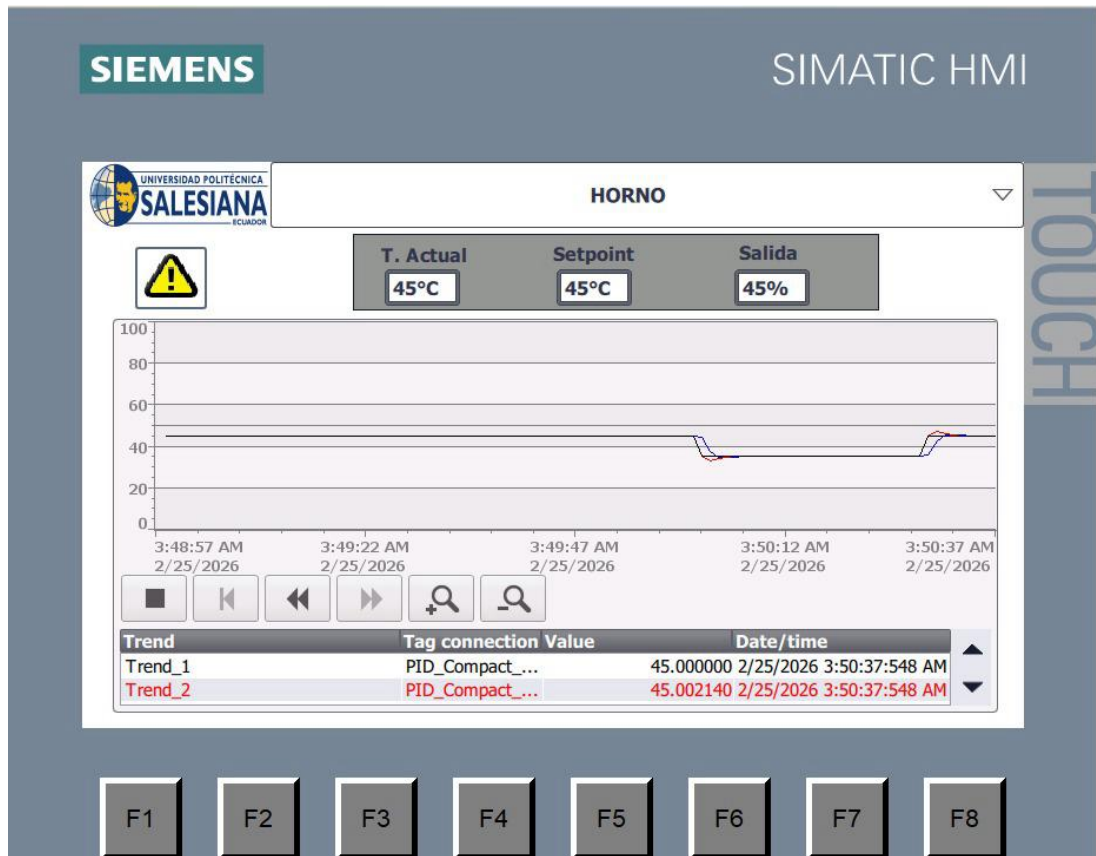 SIEMENS
SIMATIC HMI
TOUCH
UNIVERSIDAD POLITÉCNICA
SALESIANA
ECUADOR
HORNO
T. Actual Setpoint Salida
45°C 45°C 45%
100
80
60
40
20
0
3:48:57 AM 3:49:22 AM 3:49:47 AM 3:50:12 AM 3:50:37 AM
2/25/2026 2/25/2026 2/25/2026 2/25/2026 2/25/2026
Trend Tag connection Value Date/time
Trend_1 PID_Compact_... 45.000000 2/25/2026 3:50:37:548 AM
Trend_2 PID_Compact_... 45.002140 2/25/2026 3:50:37:548 AM
F1 F2 F3 F4 F5 F6 F7 F8